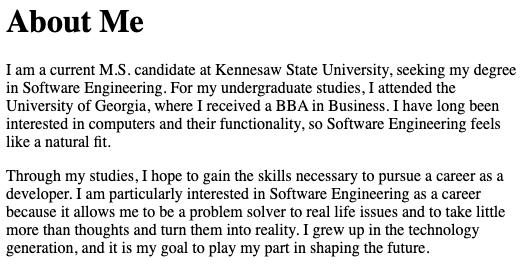 About Me
I am a current M.S. candidate at Kennesaw State University, seeking my degree
in Software Engineering. For my undergraduate studies, I attended the
University of Georgia, where I received a BBA in Business. I have long been
interested in computers and their functionality, so Software Engineering feels
like a natural fit.
Through my studies, I hope to gain the skills necessary to pursue a career as a
developer. I am particularly interested in Software Engineering as a career
because it allows me to be a problem solver to real life issues and to take little
more than thoughts and turn them into reality. I grew up in the technology
generation, and it is my goal to play my part in shaping the future.